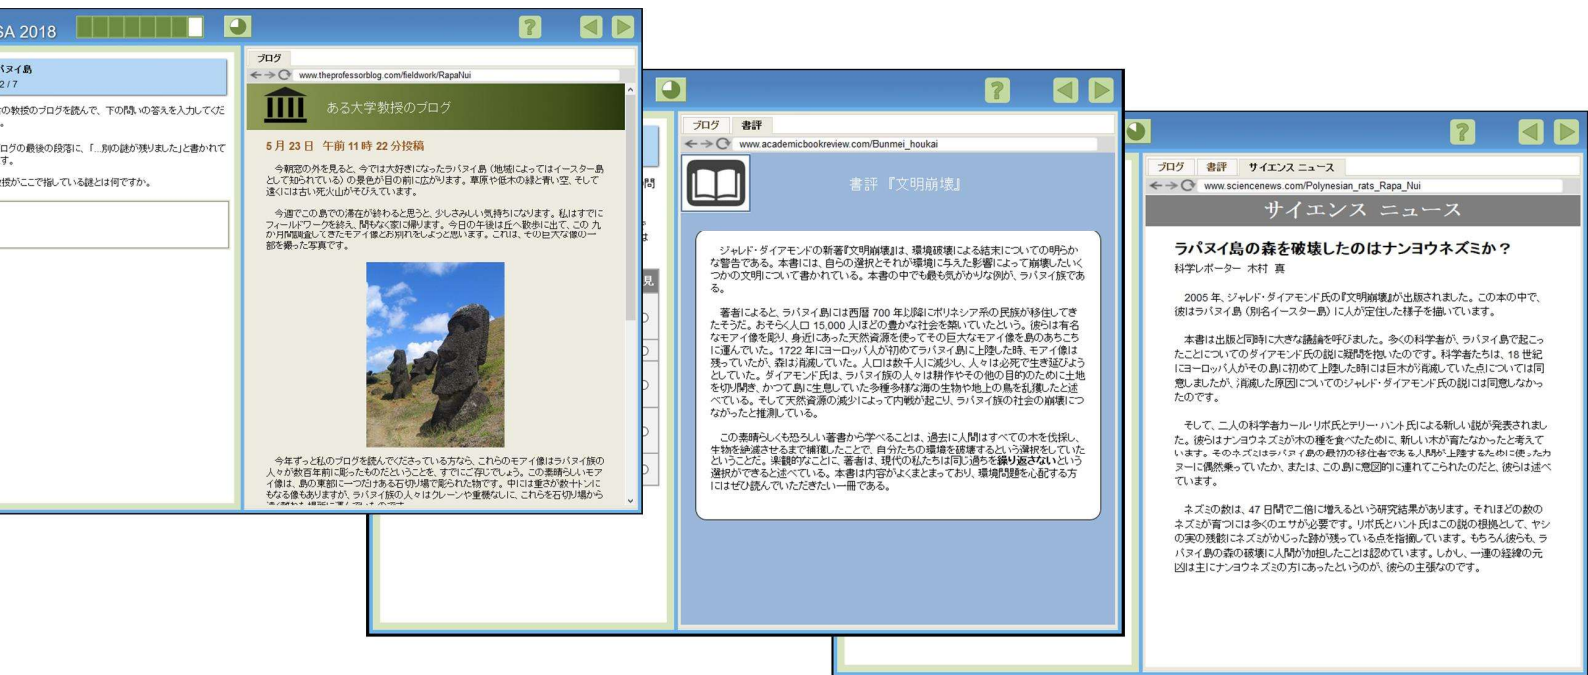 SA 2018
?
パヌイ島
2 / 7
の教授のブログを読んで、下の問いの答えを入力してくだ
。
ログの最後の段落に、「…別の謎が残りました」と書かれて
す。
教授がここで指している謎とは何ですか。
ブログ
www.theprofessorblog.com/fieldwork/RapaNui
ある大学教授のブログ
5 月 23 日 午前 11 時 22 分投稿
今朝窓の外を見ると、今では大好きになったラパヌイ島（地域によってはイースター島
として知られている）の景色が目の前に広がります。草原や低木の緑と青い空、そして
遠くには古い死火山がそびえています。
今週でこの島での滞在が終わると思うと、少しさみしい気持ちになります。私はすでに
フィールドワークを終え、間もなく家に帰ります。今日の午後は丘へ散歩に出て、この九
か月間調査してきたモアイ像とお別れをしようと思います。これは、その巨大な像の一
部を撮った写真です。
今年ずっと私のブログを読んでくださっている方なら、これらのモアイ像はラパヌイ族の
人々が数百年前に彫ったものだということを、すでにご存じでしょう。この素晴らしいモア
イ像は、島の東部に一つだけある石切り場で彫られた物です。中には重さが数十トンに
もなる像もありますが、ラパヌイ族の人々はクレーンや重機なしに、これらを石切り場から
?
問
。
は
見
ブログ 書評
www.academicbookreview.com/Bunmei_houkai
書評 『文明崩壊』
ジャレド・ダイアモンドの新著『文明崩壊』は、環境破壊による結末についての明らか
な警告である。本書には、自らの選択とそれが環境に与えた影響によって崩壊したいく
つかの文明について書かれている。本書の中でも最も気がかりな例が、ラパヌイ族であ
る。
著者によると、ラパヌイ島には西暦 700 年以降にポリネシア系の民族が移住してき
たそうだ。おそらく人口 15,000 人ほどの豊かな社会を築いていたという。彼らは有名
なモアイ像を彫り、身近にあった天然資源を使ってその巨大なモアイ像を島のあちこち
に運んでいた。1722 年にヨーロッパ人が初めてラパヌイ島に上陸した時、モアイ像は
残っていたが、森は消滅していた。人口は数千人に減少し、人々は必死で生き延びよう
としていた。ダイアモンド氏は、ラパヌイ族の人々は耕作やその他の目的のために土地
を切り開き、かつて島に生息していた多種多様な海の生物や地上の鳥を乱獲したと述
べている。そして天然資源の減少によって内戦が起こり、ラパヌイ族の社会の崩壊につ
ながったと推測している。
この素晴らしくも恐ろしい著書から学べることは、過去に人間はすべての木を伐採し、
生物を絶滅させるまで捕獲したことで、自分たちの環境を破壊するという選択をしていた
ということだ。楽観的なことに、著者は、現代の私たちは同じ過ちを繰り返さないという
選択ができると述べている。本書は内容がよくまとまっており、環境問題を心配する方
にはぜひ読んでいただきたい一冊である。
?
ブログ 書評 サイエンス ニュース
www.sciencenews.com/Polynesian_rats_Rapa_Nui
サイエンス ニュース
ラパヌイ島の森を破壊したのはナンヨウネズミか？
科学レポーター 木村 真
2005 年、ジャレド・ダイアモンド氏の『文明崩壊』が出版されました。この本の中で、
彼はラパヌイ島（別名イースター島）に人が定住した様子を描いています。
本書は出版と同時に大きな議論を呼びました。多くの科学者が、ラパヌイ島で起こっ
たことについてのダイアモンド氏の説に疑問を抱いたのです。科学者たちは、18 世紀
にヨーロッパ人がその島に初めて上陸した時には巨木が消滅していた点については同
意しましたが、消滅した原因についてのジャレド・ダイアモンド氏の説には同意しなかっ
たのです。
そして、二人の科学者カール・リポ氏とテリー・ハント氏による新しい説が発表されまし
た。彼らはナンヨウネズミが木の種を食べたために、新しい木が育たなかったと考えて
います。そのネズミはラパヌイ島の最初の移住者である人間が上陸するために使ったカ
ヌーに偶然乗っていたか、または、この島に意図的に連れてこられたのだと、彼らは述べ
ています。
ネズミの数は、47 日間で二倍に増えるという研究結果があります。それほどの数の
ネズミが育つには多くのエサが必要です。リポ氏とハント氏はこの説の根拠として、ヤシ
の実の残骸にネズミがかじった跡が残っている点を指摘しています。もちろん彼らも、ラ
パヌイ島の森の破壊に人間が加担したことは認めています。しかし、一連の経緯の元
凶は主にナンヨウネズミの方にあったというのが、彼らの主張なのです。